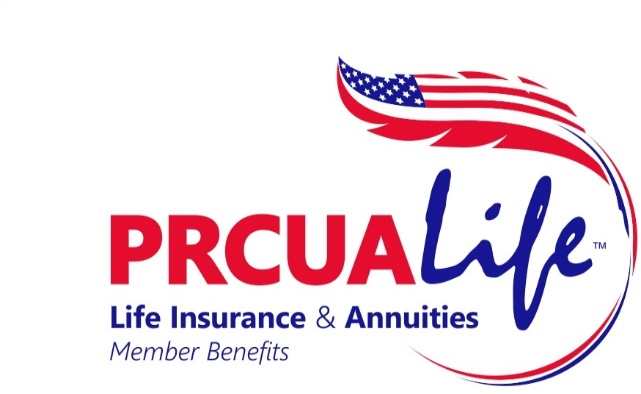 PRCUALife™
Life Insurance & Annuities
Member Benefits